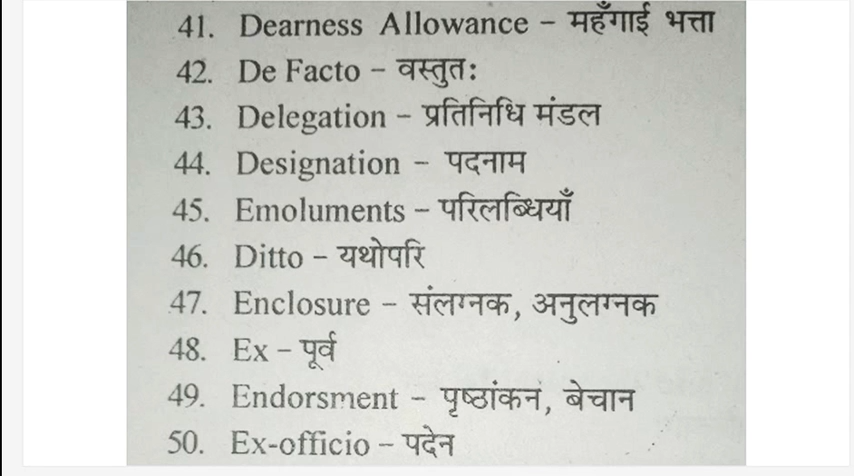 41. Dearness Allowance – महँगाई भत्ता
42. De Facto – वस्तुतः
43. Delegation – प्रतिनिधि मंडल
44. Designation – पदनाम
45. Emoluments – परिलब्धियाँ
46. Ditto – यथोपरि
47. Enclosure – संलग्नक, अनुलग्नक
48. Ex – पूर्व
49. Endorsment – पृष्ठांकन, बेचान
50. Ex-officio – पदेन